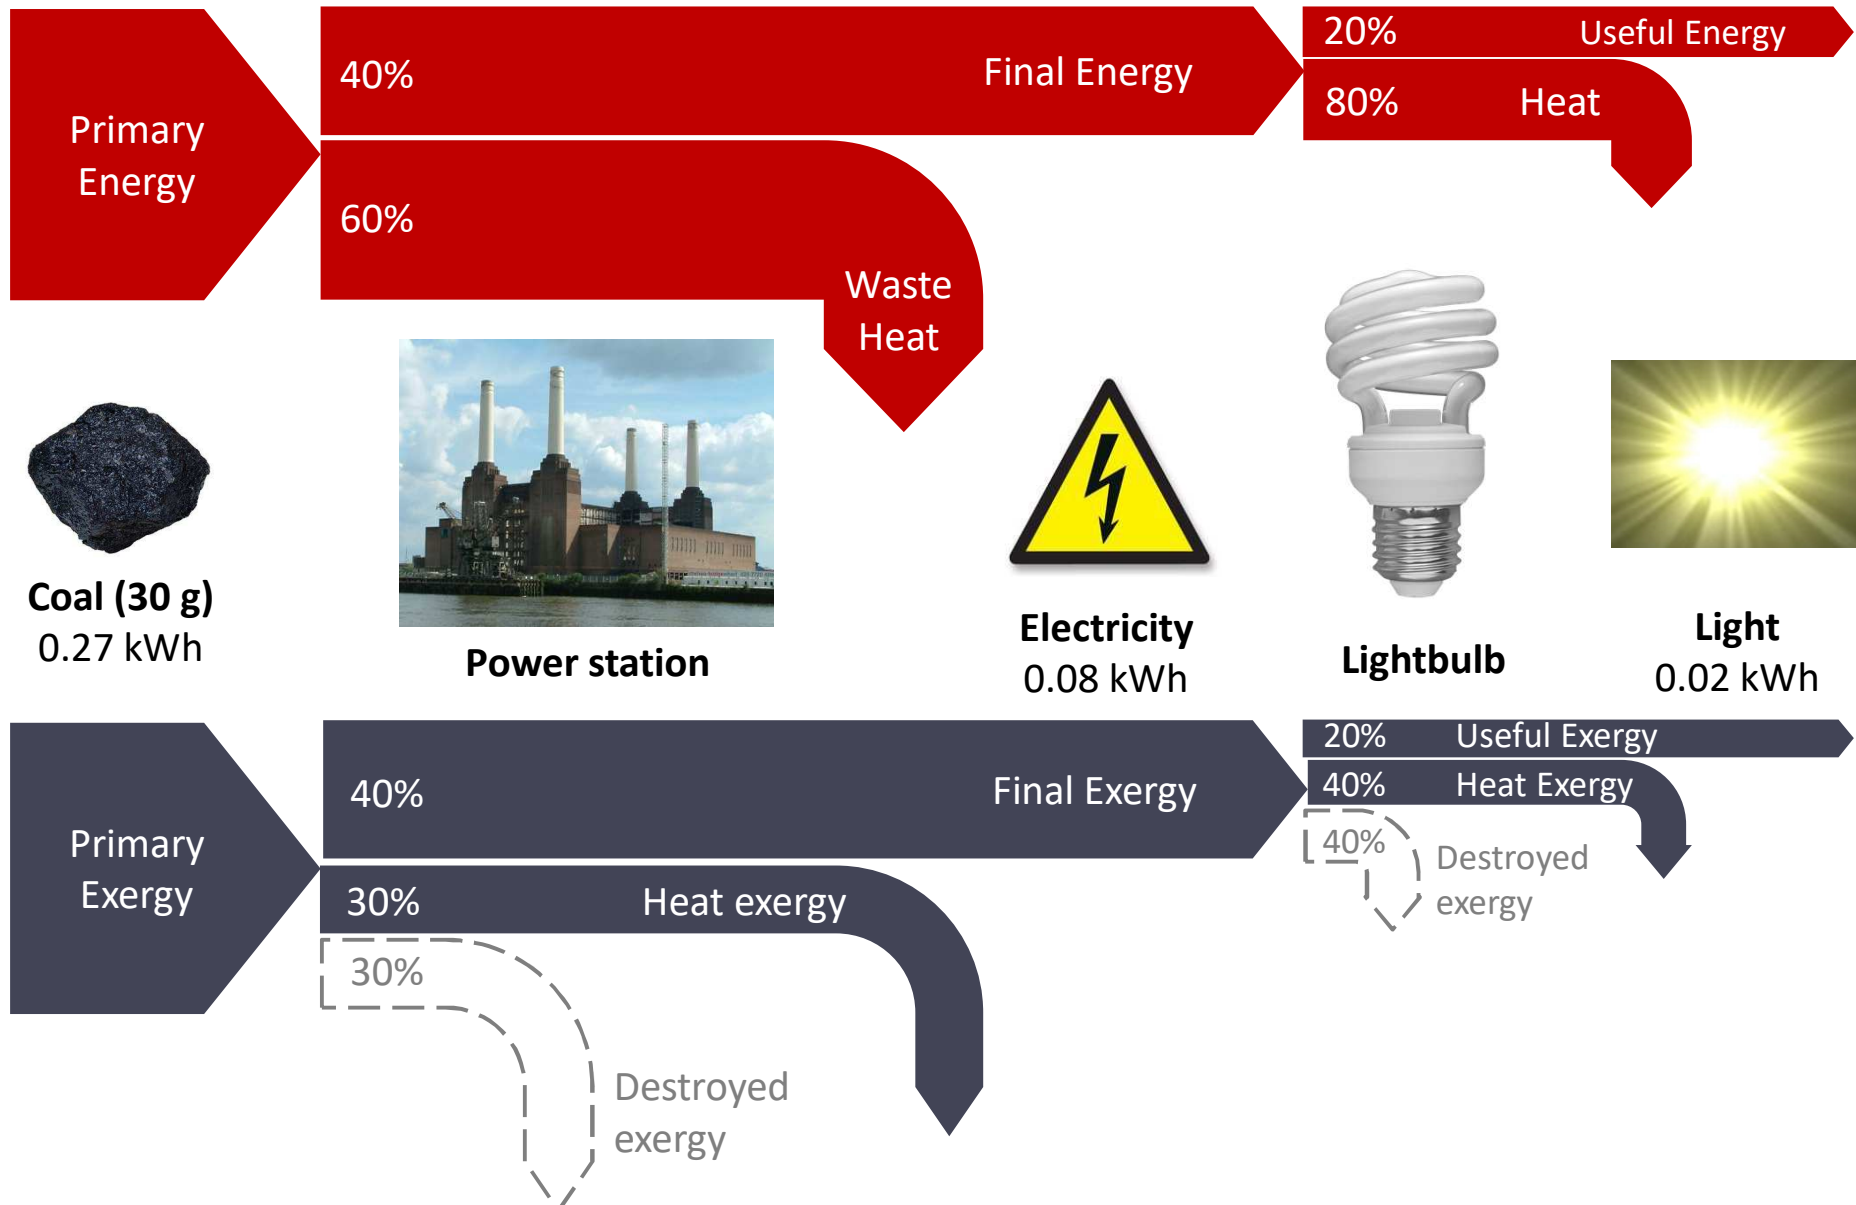 20% Useful Energy
40% Final Energy
80% Heat
Primary
Energy
60%
Waste
Heat
Coal (30 g)
0.27 kWh
Power station
Electricity
0.08 kWh
Lightbulb
Light
0.02 kWh
20% Useful Exergy
40% Final Exergy
40% Heat Exergy
40% Destroyed
exergy
Primary
Exergy
30% Heat exergy
30%
Destroyed
exergy